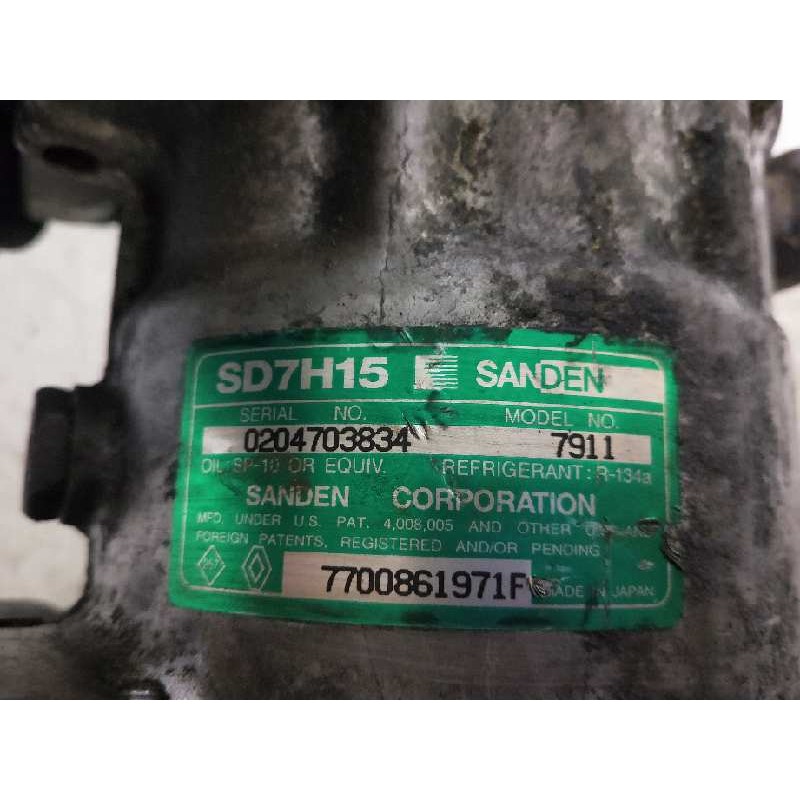 SD7H15 SANDEN
SERIAL NO. MODEL NO.
0204703834 7911
OIL: SP-10 OR EQUIV. REFRIGERANT: R-134a
SANDEN CORPORATION
MFD. UNDER U.S. PAT. 4,008,005 AND OTHER U.S. AND
FOREIGN PATENTS, REGISTERED AND/OR PENDING
7700861971F MADE IN JAPAN